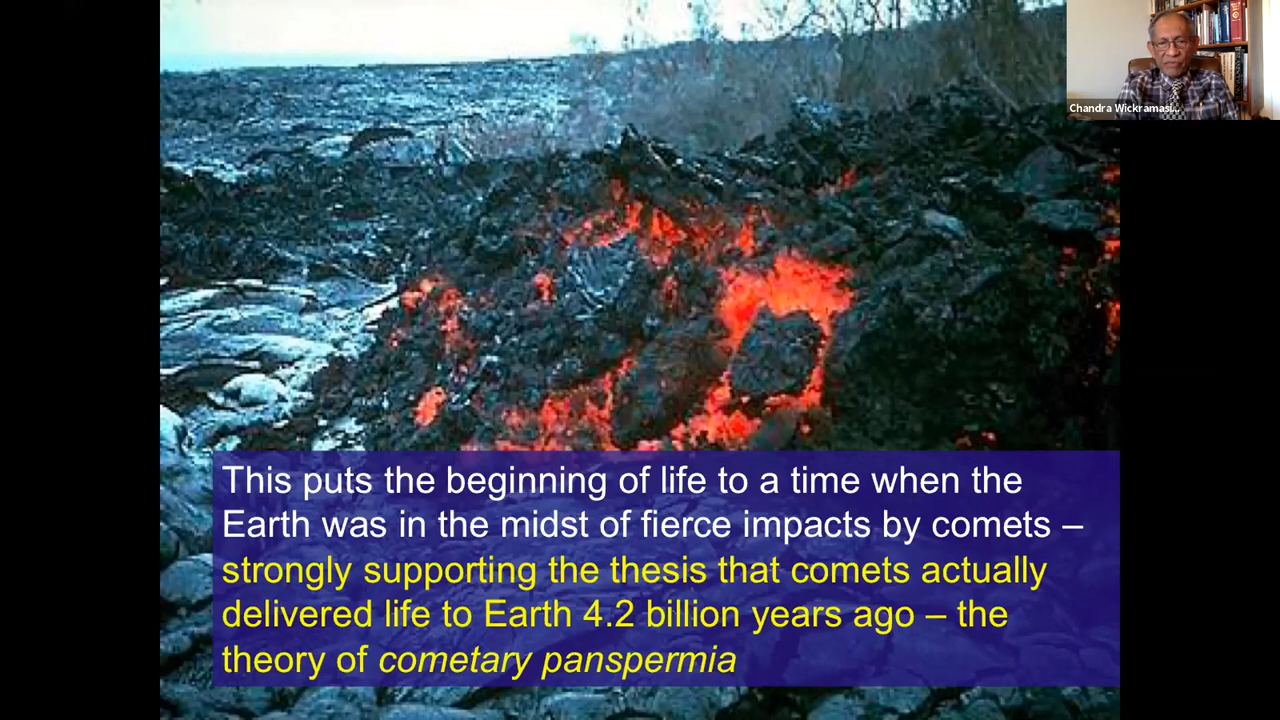 Chandra Wickramasi...
This puts the beginning of life to a time when the
Earth was in the midst of fierce impacts by comets –
strongly supporting the thesis that comets actually
delivered life to Earth 4.2 billion years ago – the
theory of cometary panspermia